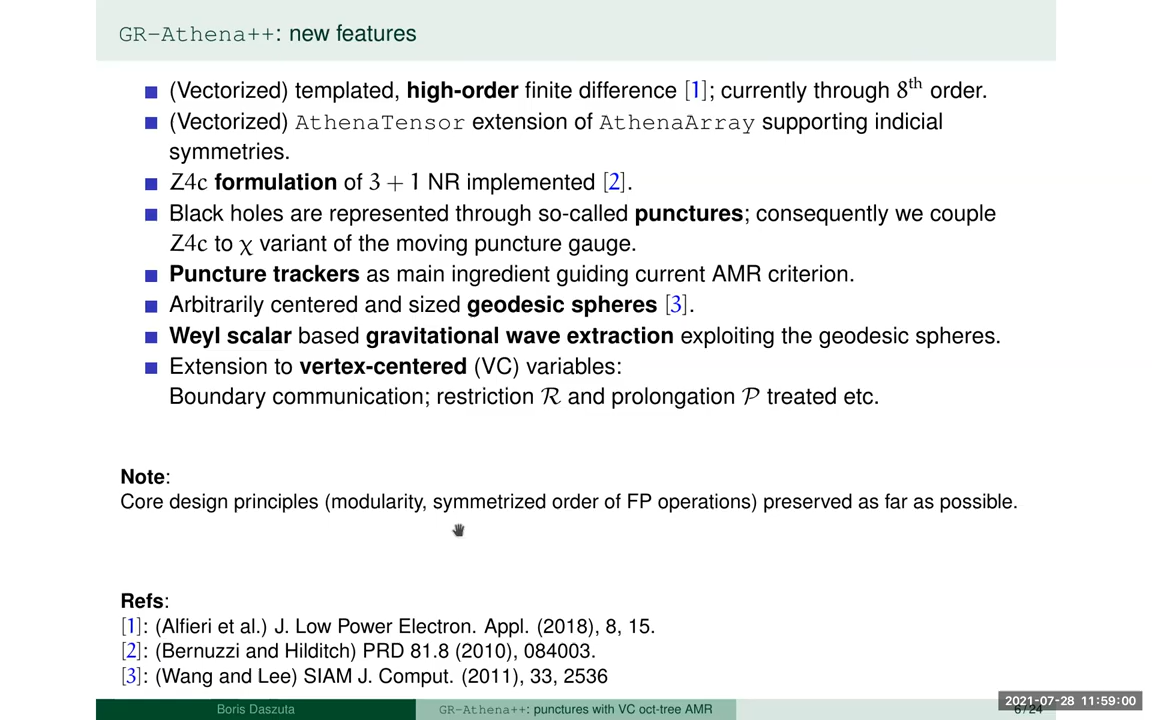 GR-Athena++: new features
(Vectorized) templated, high-order finite difference [1]; currently through 8th order.
(Vectorized) AthenaTensor extension of AthenaArray supporting indicial
symmetries.
Z4c formulation of 3 + 1 NR implemented [2].
Black holes are represented through so-called punctures; consequently we couple
Z4c to χ variant of the moving puncture gauge.
Puncture trackers as main ingredient guiding current AMR criterion.
Arbitrarily centered and sized geodesic spheres [3].
Weyl scalar based gravitational wave extraction exploiting the geodesic spheres.
Extension to vertex-centered (VC) variables:
Boundary communication; restriction ℛ and prolongation 𝒫 treated etc.
Note:
Core design principles (modularity, symmetrized order of FP operations) preserved as far as possible.
Refs:
[1]: (Alfieri et al.) J. Low Power Electron. Appl. (2018), 8, 15.
[2]: (Bernuzzi and Hilditch) PRD 81.8 (2010), 084003.
[3]: (Wang and Lee) SIAM J. Comput. (2011), 33, 2536
2021-07-28 11:59:00
Boris Daszuta GR-Athena++: punctures with VC oct-tree AMR 6/24